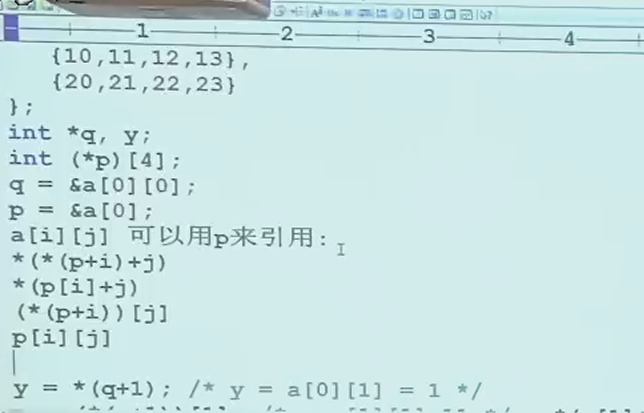 1 2 3 4
{10,11,12,13},
{20,21,22,23}
};
int *q, y;
int (*p)[4];
q = &a[0][0];
p = &a[0];
a[i][j] 可以用p来引用:
*(*(p+i)+j)
*(p[i]+j)
(*(p+i))[j]
p[i][j]
y = *(q+1); /* y = a[0][1] = 1 */